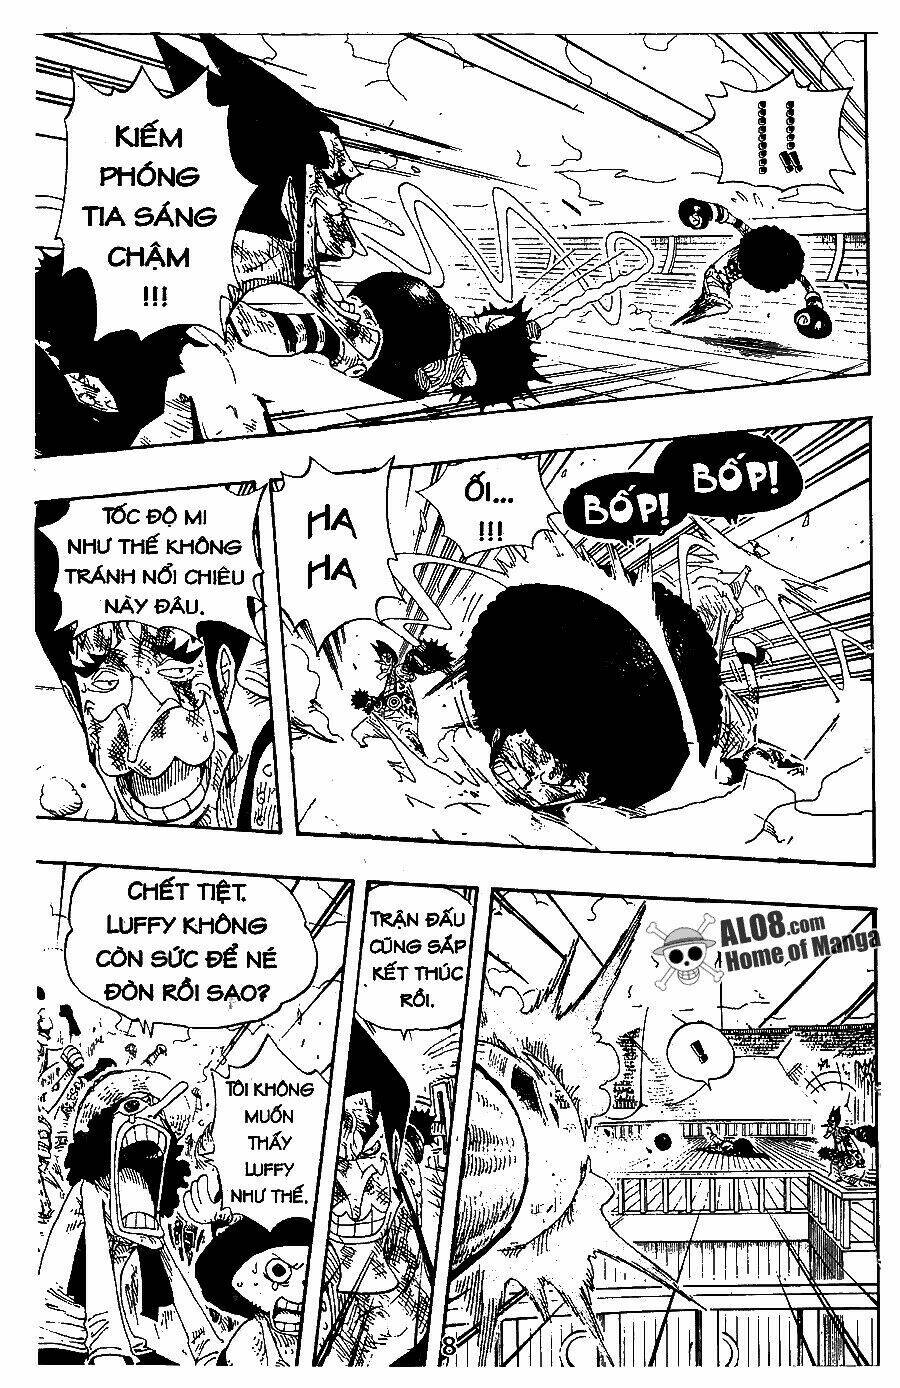 KIẾM
PHÓNG
TIA SÁNG
CHẬM
!!!
!!
BỐP!
BỐP!
ỐI...
!!!
HA
HA
TỐC ĐỘ MI
NHƯ THẾ KHÔNG
TRÁNH NỔI CHIÊU
NÀY ĐÂU.
CHẾT TIỆT.
LUFFY KHÔNG
CÒN SỨC ĐỂ NÉ
ĐÒN RỒI SAO?
TÔI KHÔNG
MUỐN
THẤY
LUFFY
NHƯ THẾ.
TRẬN ĐẤU
CŨNG SẮP
KẾT THÚC
RỒI.
AL08.com
Home of Manga
!!
8